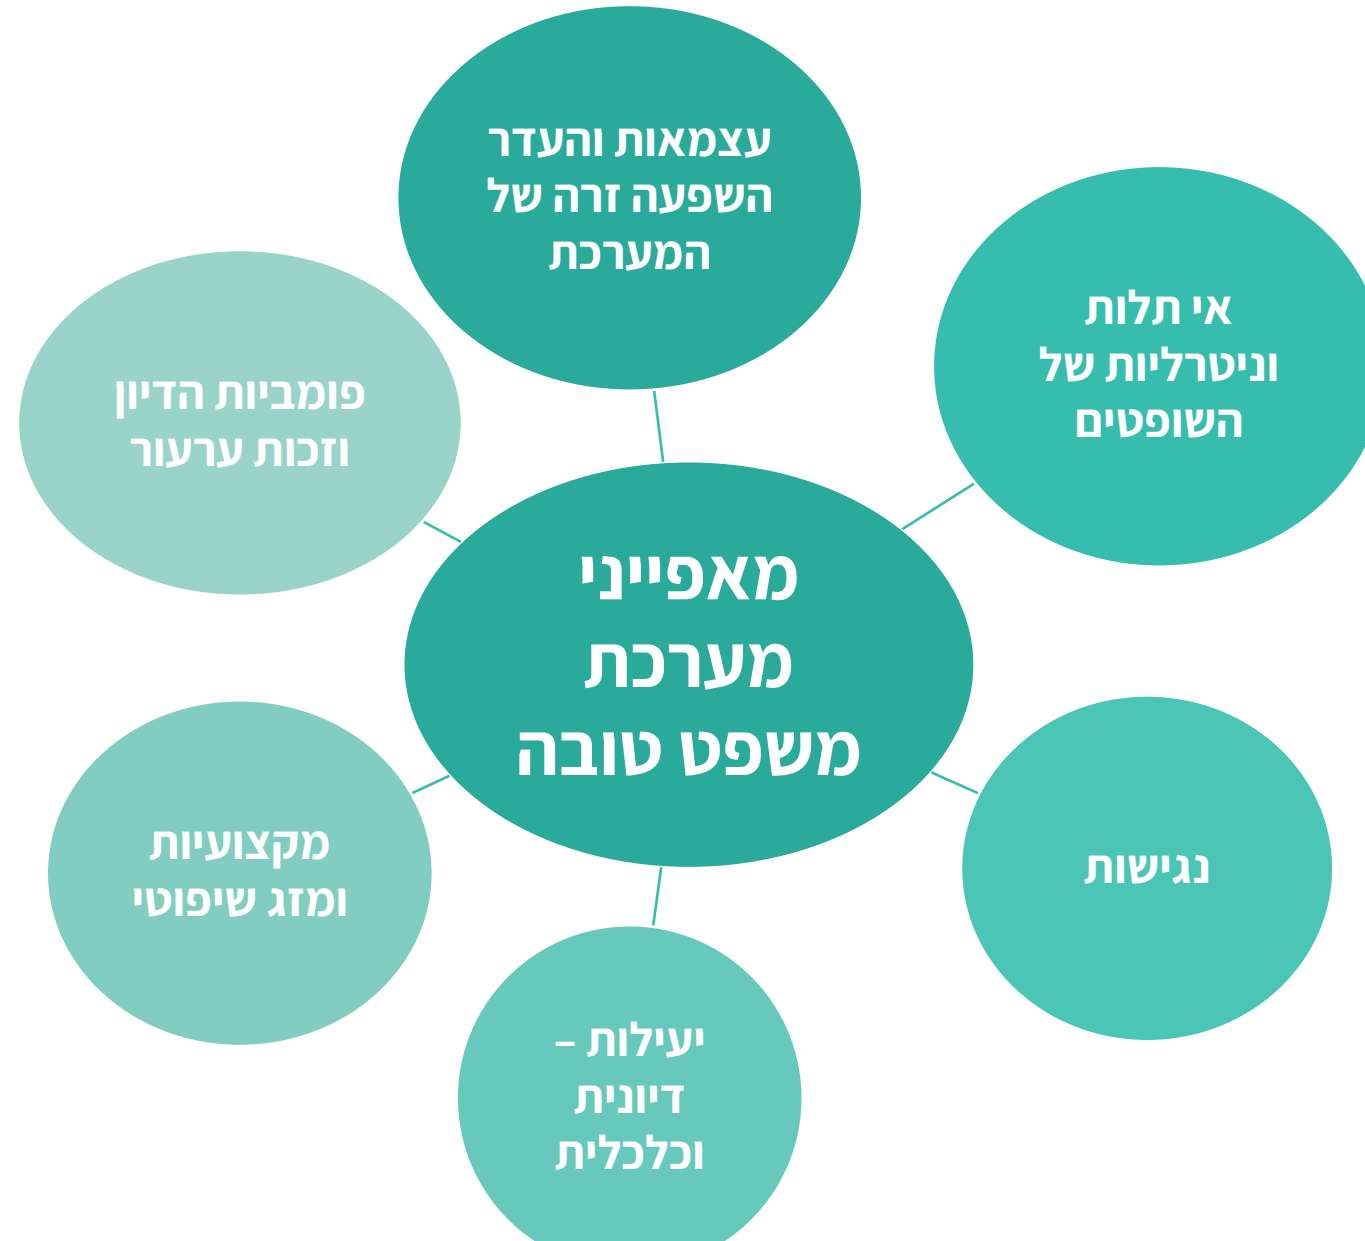 עצמאות והעדר
השפעה זרה של
המערכת
אי תלות
וניטרליות של
השופטים
פומביות הדיון
וזכות ערעור
מאפייני
מערכת
משפט טובה
מקצועיות
ומזג שיפוטי
נגישות
יעילות –
דיונית
וכלכלית